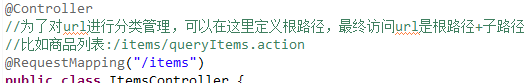 @Controller
//为了对url进行分类管理，可以在这里定义根路径，最终访问url是根路径+子路径
//比如商品列表:/items/queryItems.action
@RequestMapping("/items")
public class ItemsController {